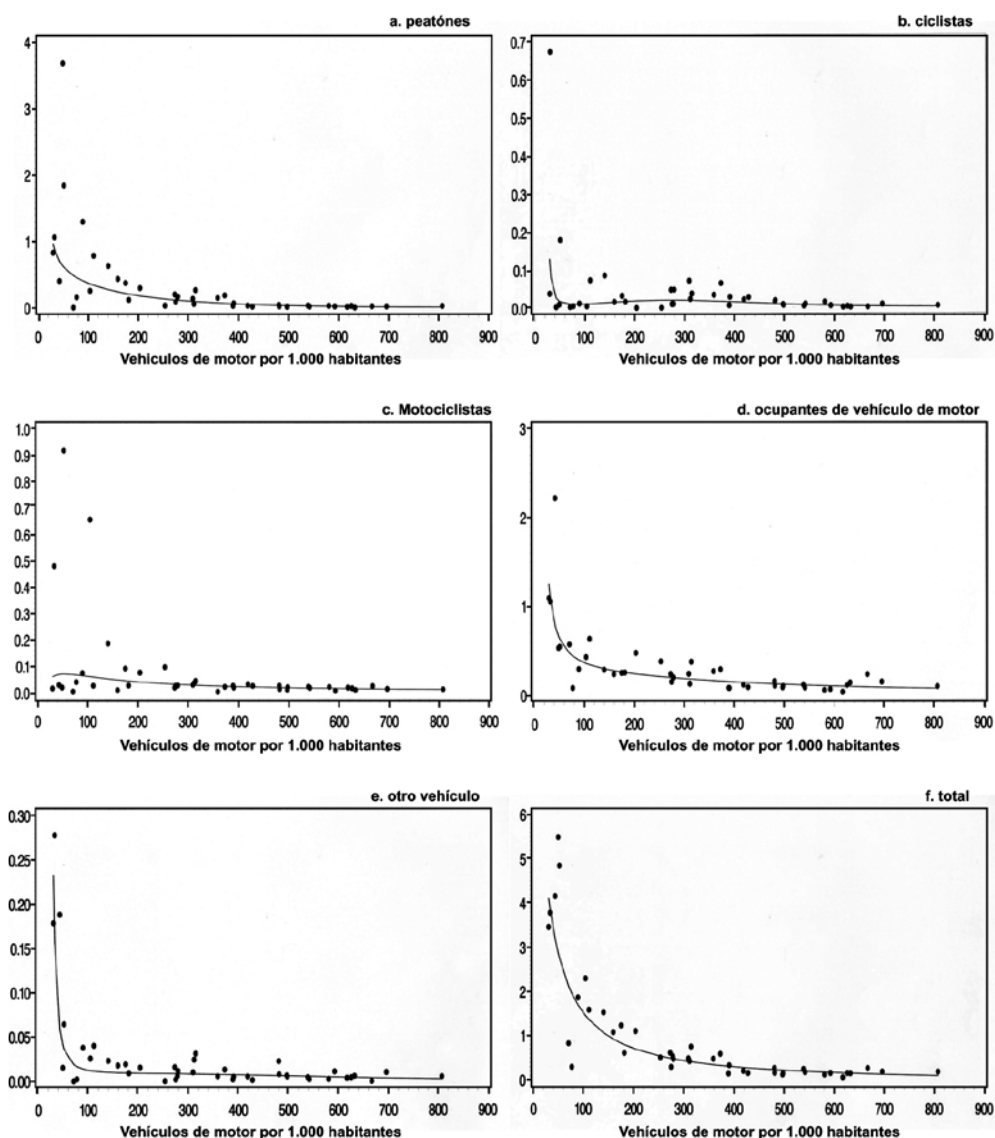 a. peatónes
4
3
2
1
0
0 100 200 300 400 500 600 700 800 900
Vehículos de motor por 1.000 habitantes
b. ciclistas
0.7
0.6
0.5
0.4
0.3
0.2
0.1
0.0
0 100 200 300 400 500 600 700 800 900
Vehículos de motor por 1.000 habitantes
c. Motociclistas
1.0
0.9
0.8
0.7
0.6
0.5
0.4
0.3
0.2
0.1
0.0
0 100 200 300 400 500 600 700 800 900
Vehículos de motor por 1.000 habitantes
d. ocupantes de vehículo de motor
3
2
1
0
0 100 200 300 400 500 600 700 800 900
Vehículos de motor por 1.000 habitantes
e. otro vehículo
0.30
0.25
0.20
0.15
0.10
0.05
0.00
0 100 200 300 400 500 600 700 800 900
Vehículos de motor por 1.000 habitantes
f. total
6
5
4
3
2
1
0
0 100 200 300 400 500 600 700 800 900
Vehículos de motor por 1.000 habitantes